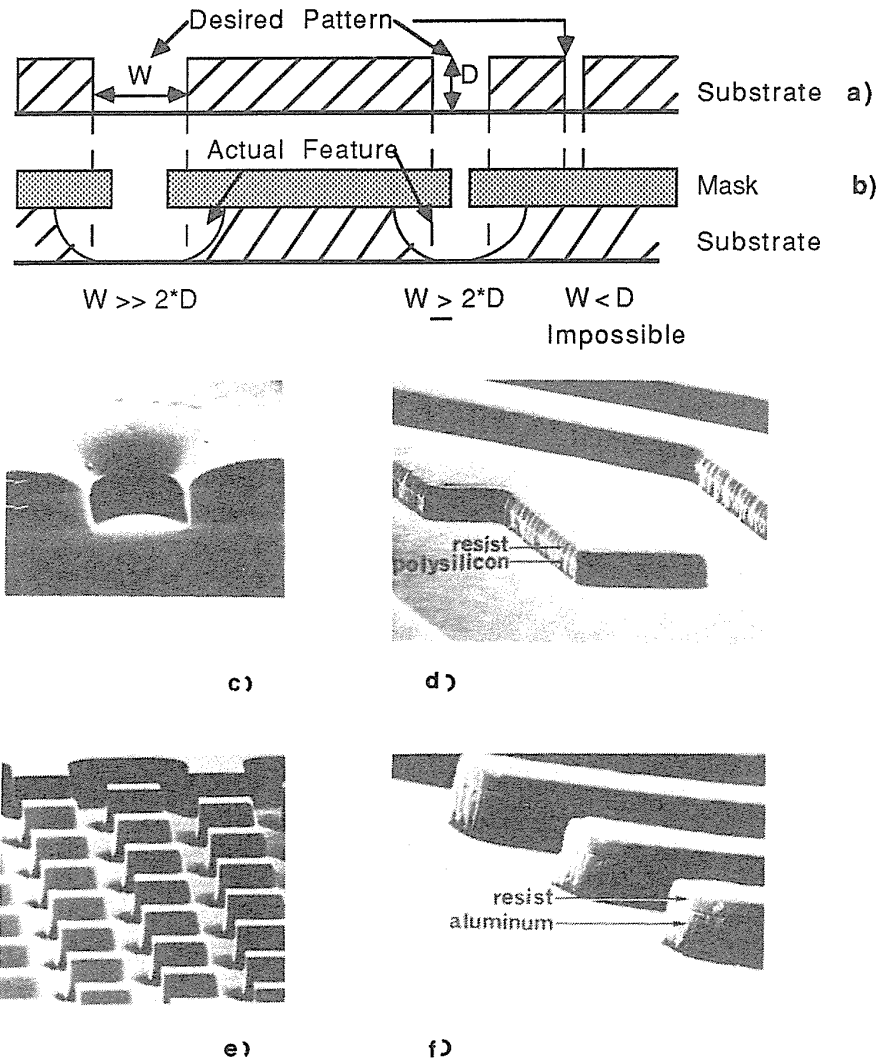 Desired Pattern
W
D
Substrate a)
Actual Feature
Mask b)
Substrate
W >> 2*D
W ≥ 2*D
W < D
Impossible
c)
d)
resist
polysilicon
e)
f)
resist
aluminum